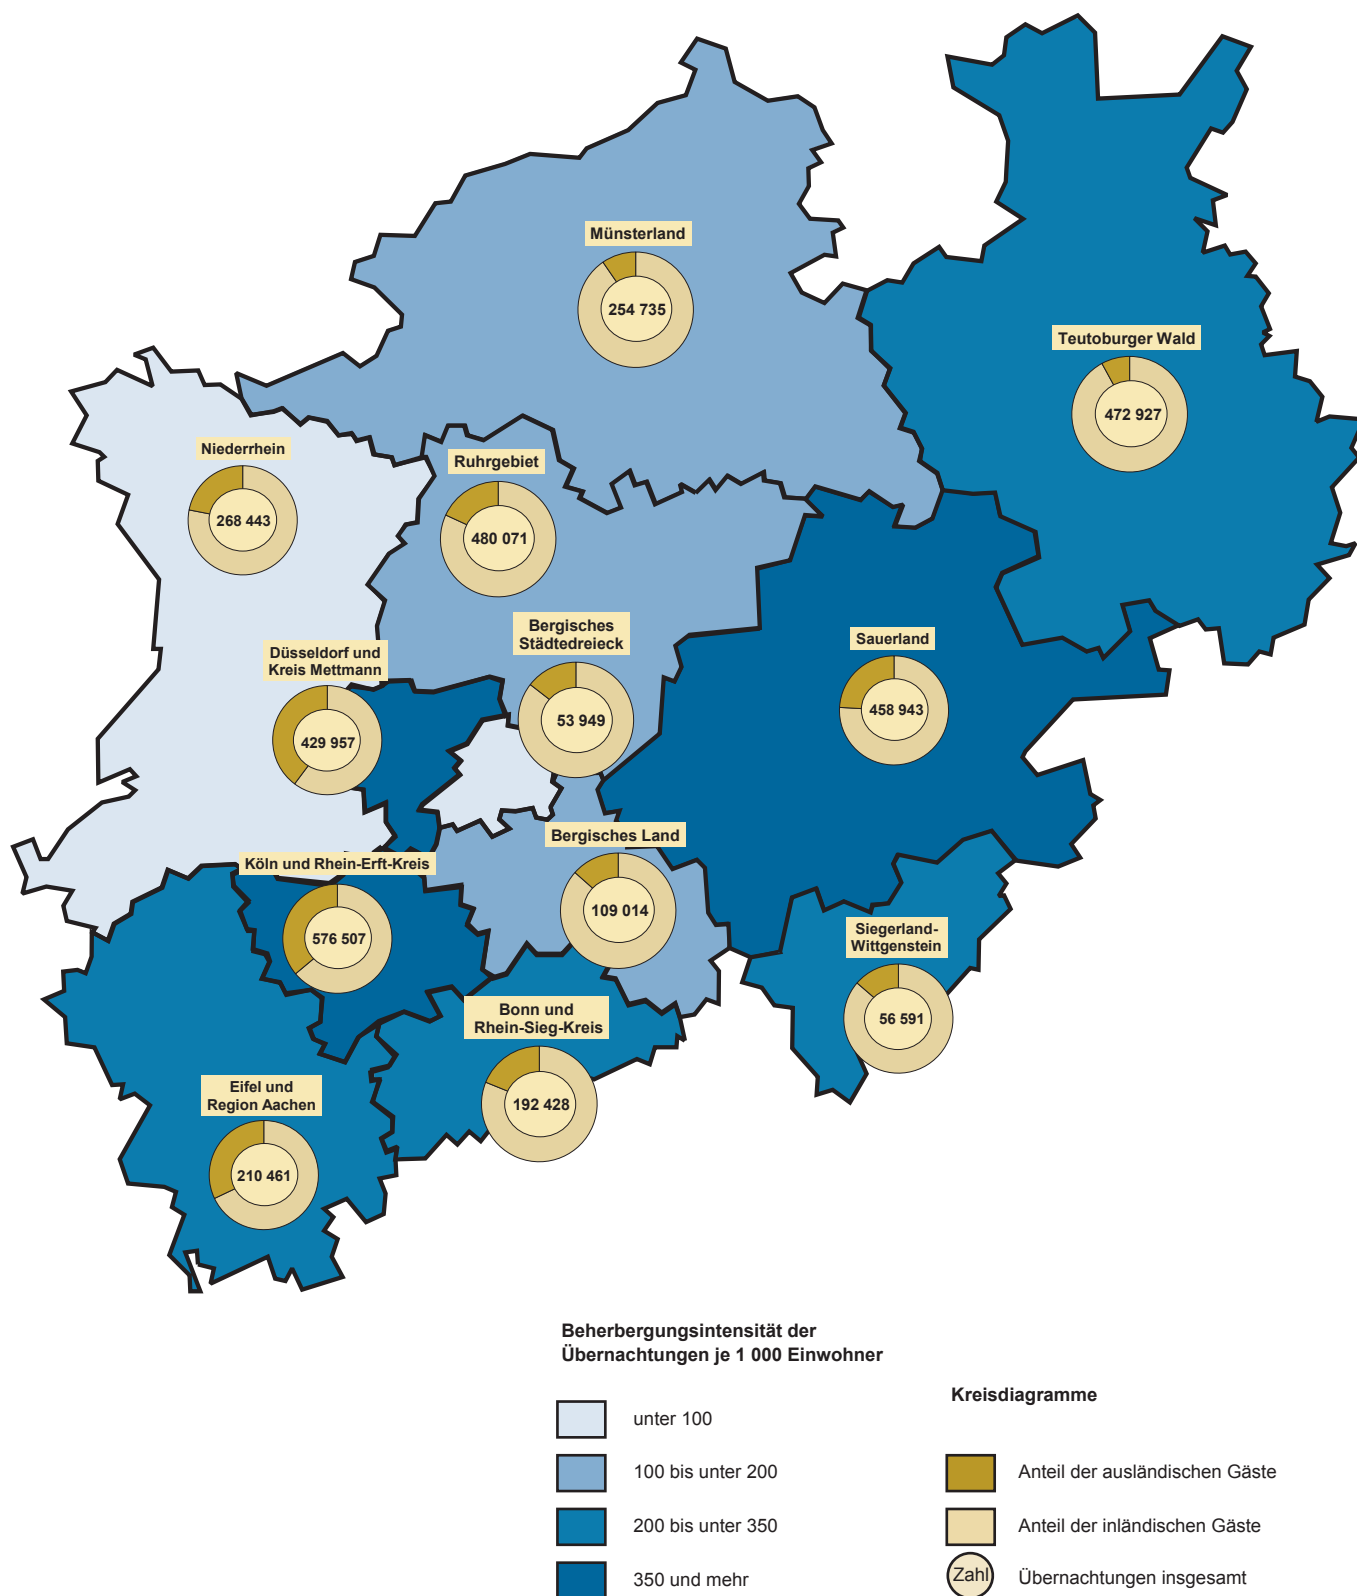 Münsterland
254 735
Teutoburger Wald
472 927
Niederrhein
268 443
Ruhrgebiet
480 071
Bergisches
Städtedreieck
53 949
Düsseldorf und
Kreis Mettmann
429 957
Sauerland
458 943
Bergisches Land
109 014
Köln und Rhein-Erft-Kreis
576 507
Siegerland-
Wittgenstein
56 591
Bonn und
Rhein-Sieg-Kreis
192 428
Eifel und
Region Aachen
210 461
Beherbergungsintensität der
Übernachtungen je 1 000 Einwohner
unter 100
100 bis unter 200
200 bis unter 350
350 und mehr
Kreisdiagramme
Anteil der ausländischen Gäste
Anteil der inländischen Gäste
Zahl Übernachtungen insgesamt